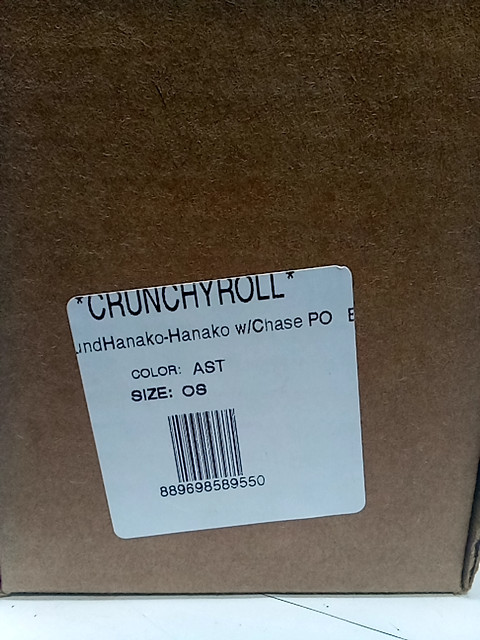 *CRUNCHYROLL*
undHanako-Hanako w/Chase PO E
COLOR: AST
SIZE: OS
889698589550